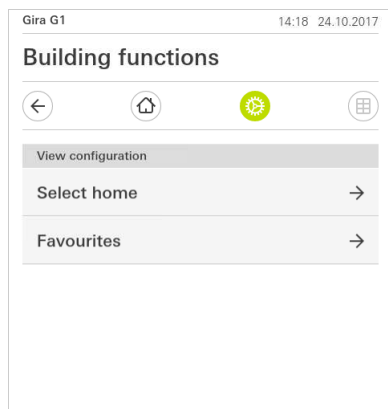 Gira G1 14:18 24.10.2017
Building functions
View configuration
Select home
Favourites